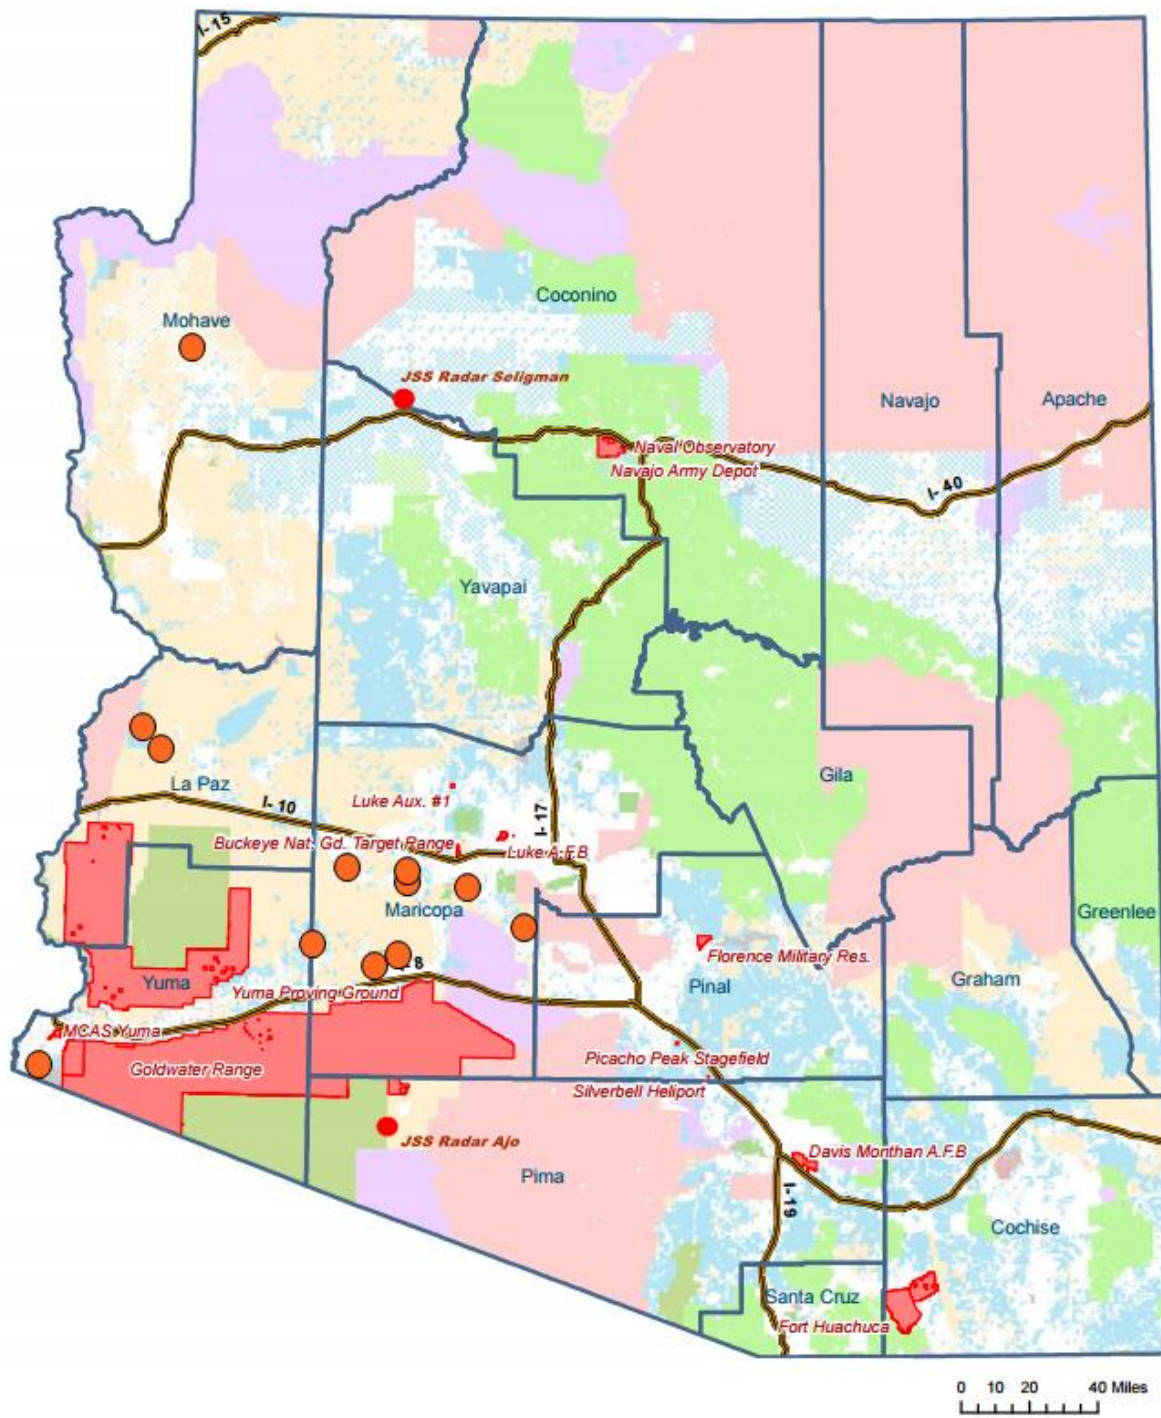 I-15
Coconino
Mohave
JSS Radar Seligman
Navajo
Apache
Naval Observatory
Navajo Army Depot
I-40
Yavapai
La Paz
Gila
I-10
Luke Aux. #1
I-17
Buckeye Nat. Gd. Target Range
Luke A.F.B
Maricopa
Greenlee
Florence Military Res.
8
Yuma
Pinal
Graham
Yuma Proving Ground
MCAS Yuma
Picacho Peak Stagefield
Goldwater Range
Silverbell Heliport
JSS Radar Ajo
Davis Monthan A.F.B
Pima
I-19
Cochise
Santa Cruz
Fort Huachuca
0 10 20 40 Miles